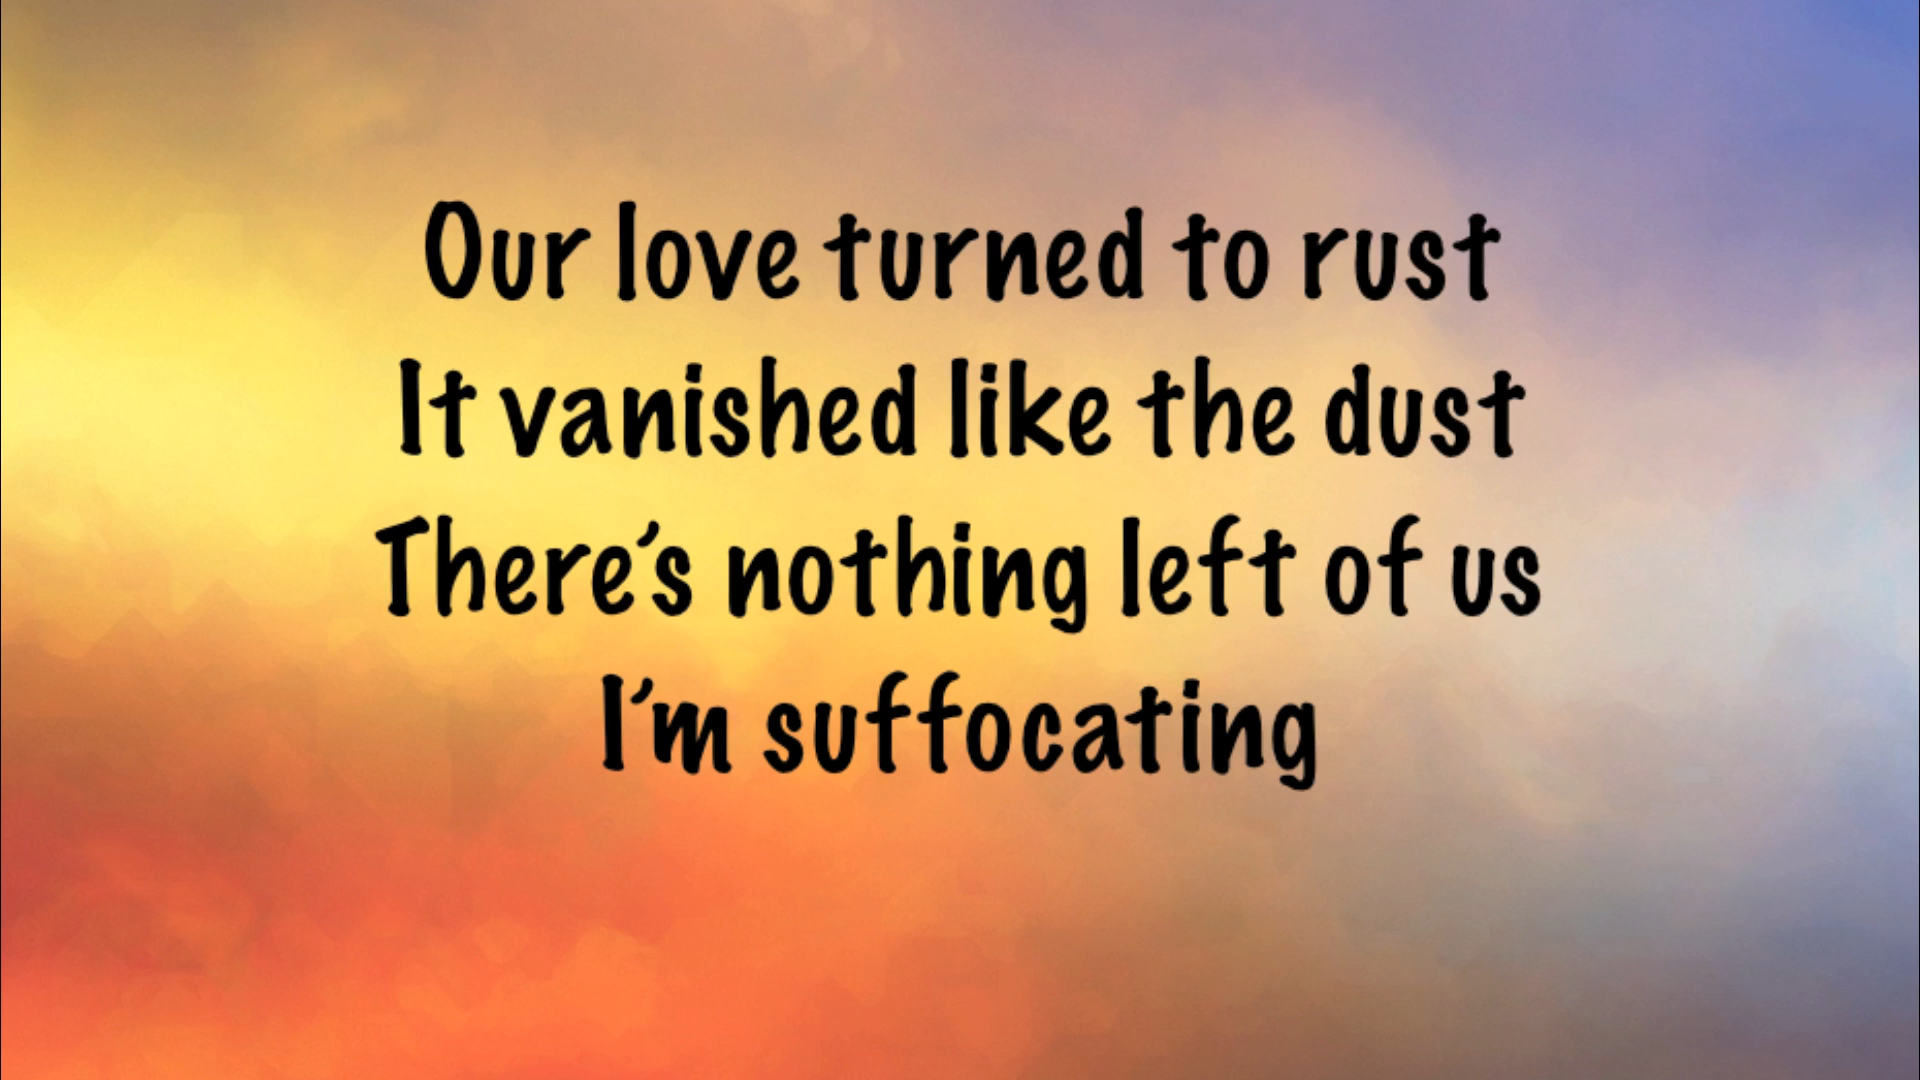 Our love turned to rust
It vanished like the dust
There's nothing left of us
I'm suffocating